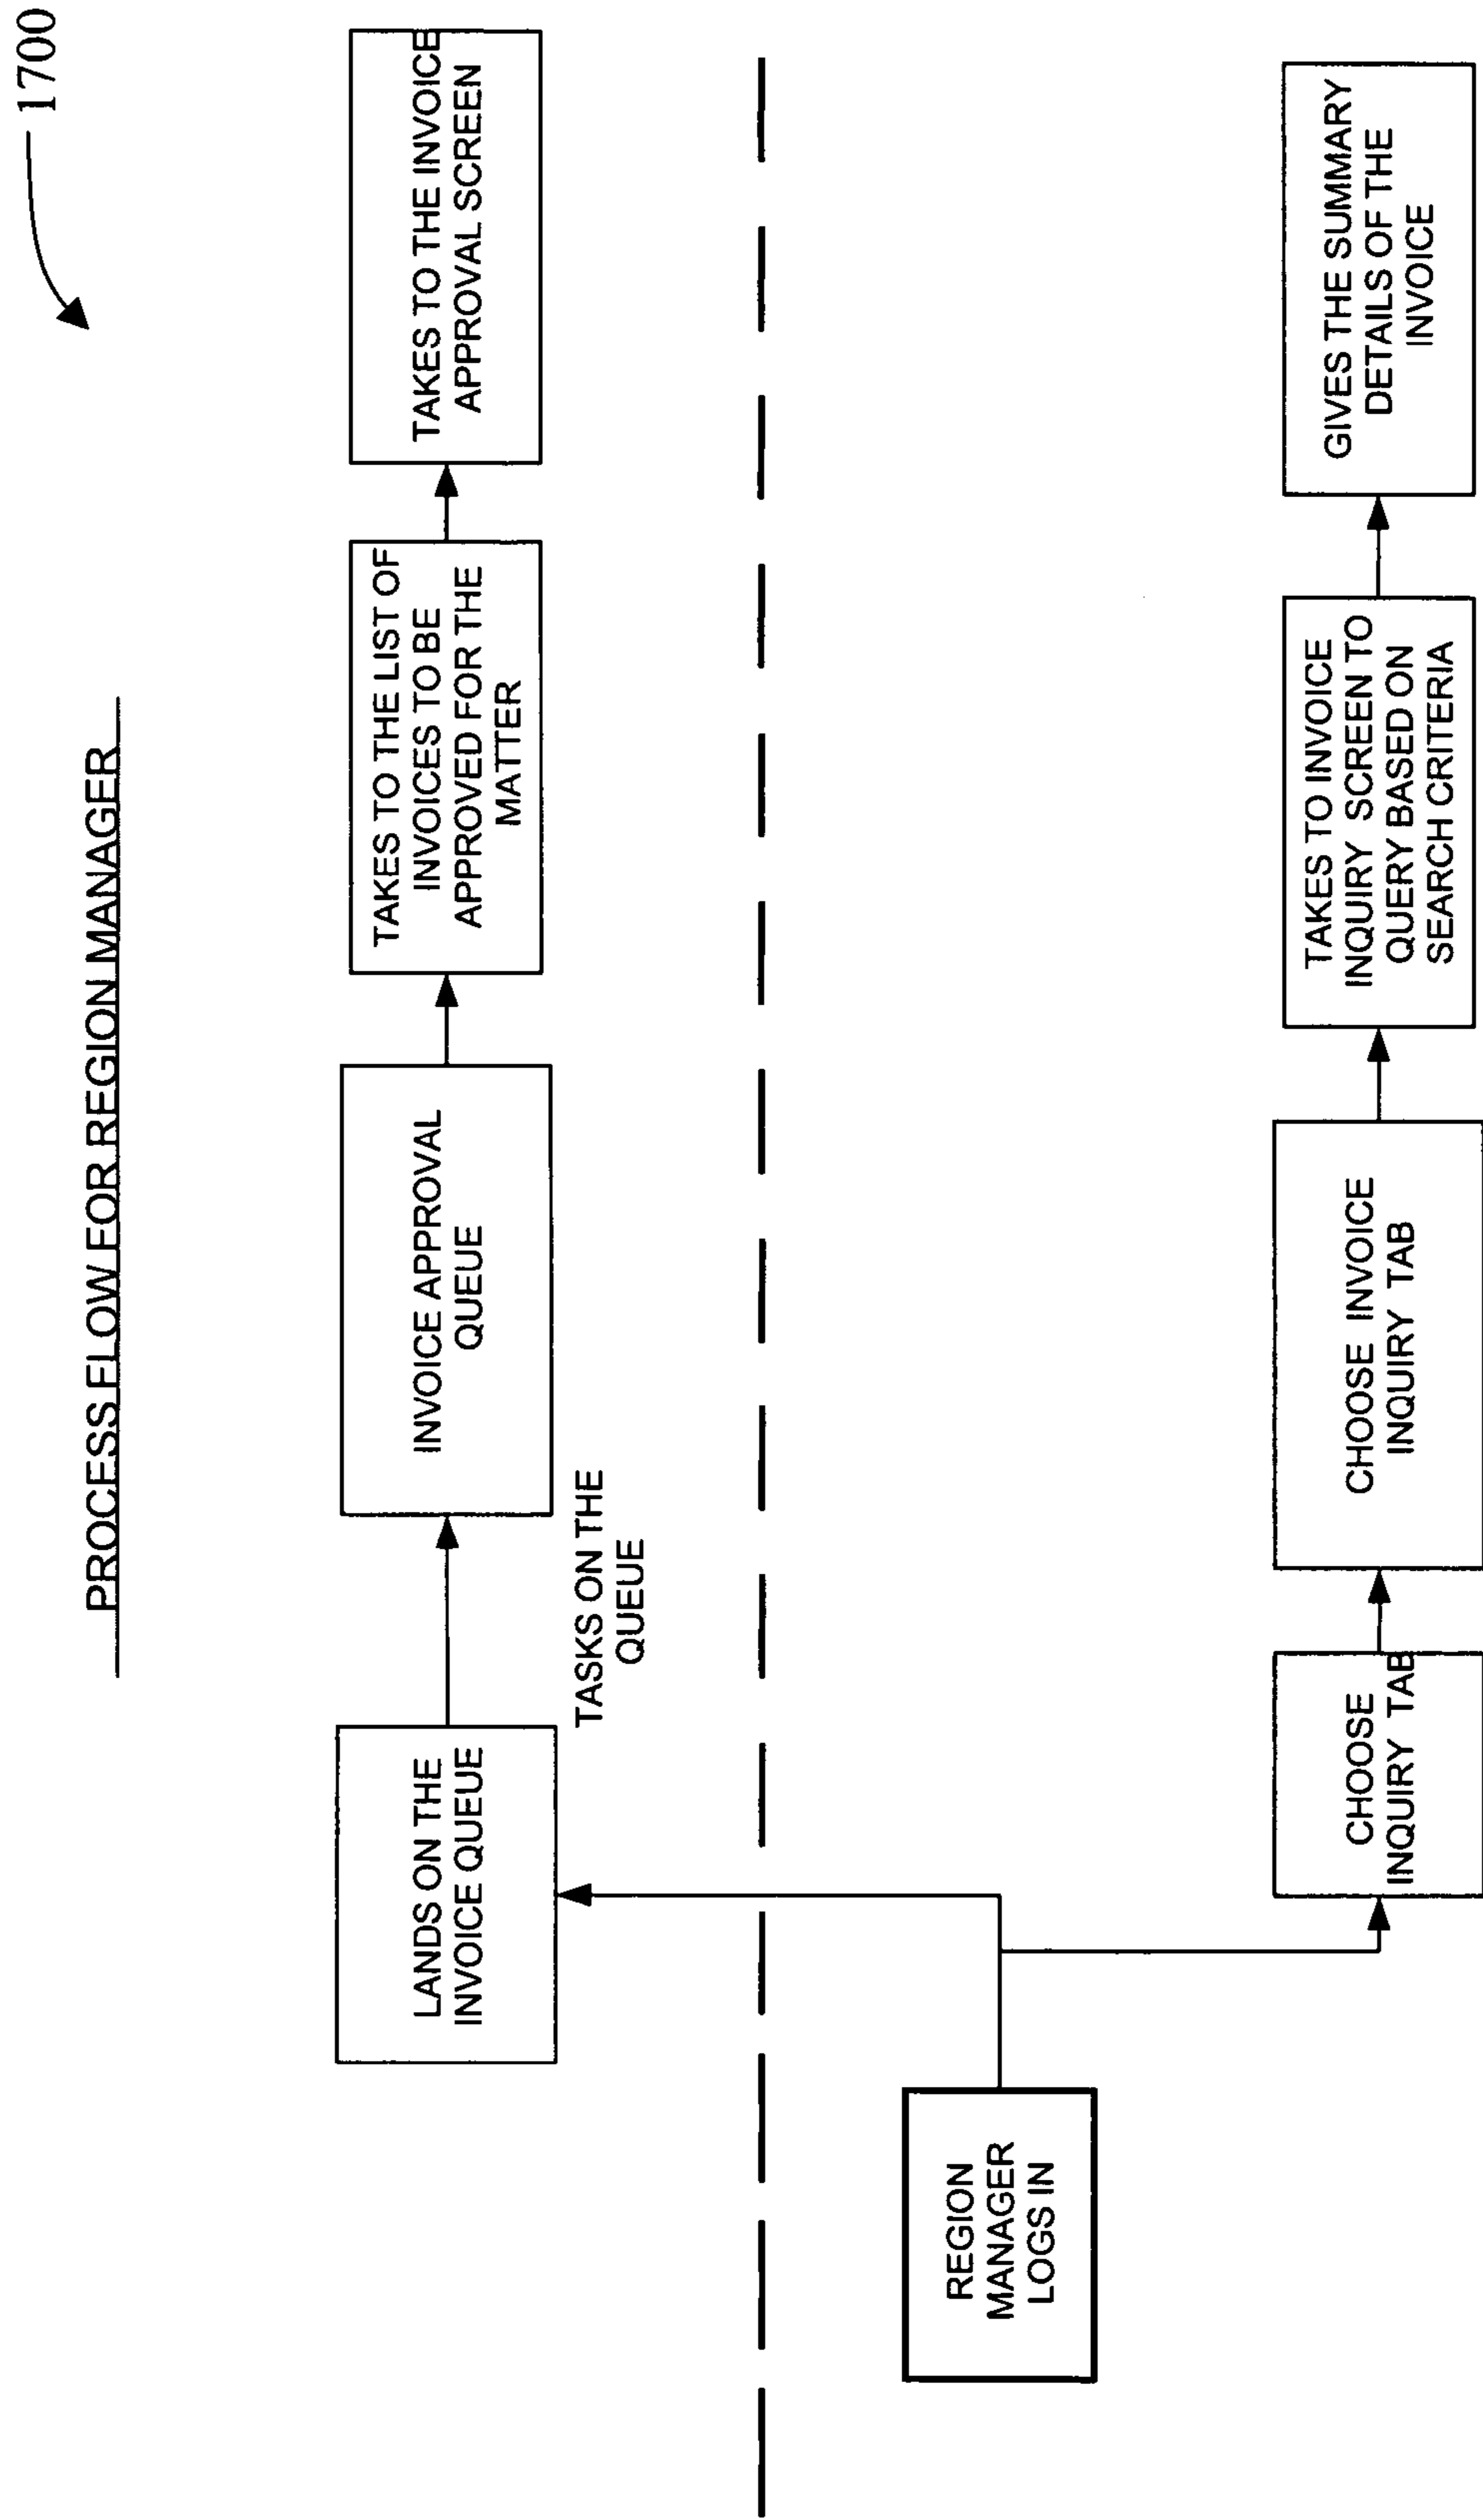 1700
PROCESS FLOW FOR REGION MANAGER
LANDS ON THE
INVOICE QUEUE
INVOICE APPROVAL
QUEUE
TAKES TO THE LIST OF
INVOICES TO BE
APPROVED FOR THE
MATTER
TAKES TO THE INVOICE
APPROVAL SCREEN
TASKS ON THE
QUEUE
REGION
MANAGER
LOGS IN
CHOOSE
INQUIRY TAB
CHOOSE INVOICE
INQUIRY TAB
TAKES TO INVOICE
INQUIRY SCREEN TO
QUERY BASED ON
SEARCH CRITERIA
GIVES THE SUMMARY
DETAILS OF THE
INVOICE